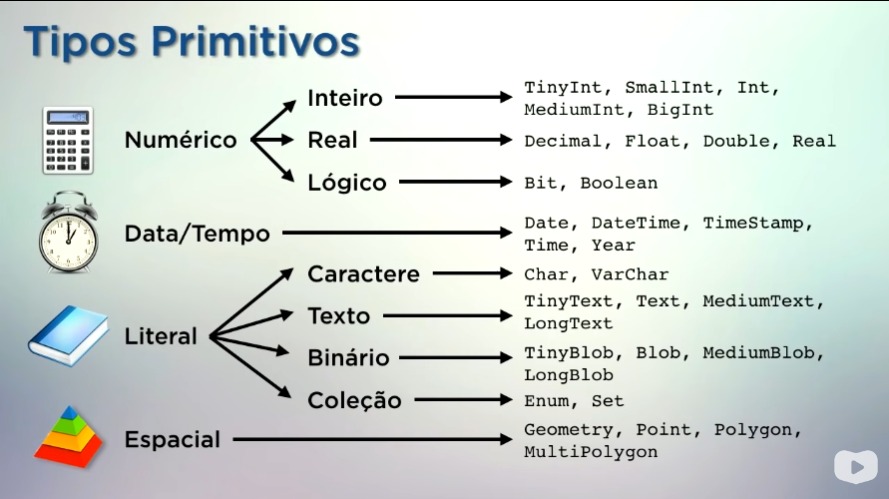 Tipos Primitivos
Numérico
Inteiro
TinyInt, SmallInt, Int,
MediumInt, BigInt
Real
Decimal, Float, Double, Real
Lógico
Bit, Boolean
Data/Tempo
Date, DateTime, TimeStamp,
Time, Year
Literal
Caractere
Char, VarChar
Texto
TinyText, Text, MediumText,
LongText
Binário
TinyBlob, Blob, MediumBlob,
LongBlob
Coleção
Enum, Set
Espacial
Geometry, Point, Polygon,
MultiPolygon